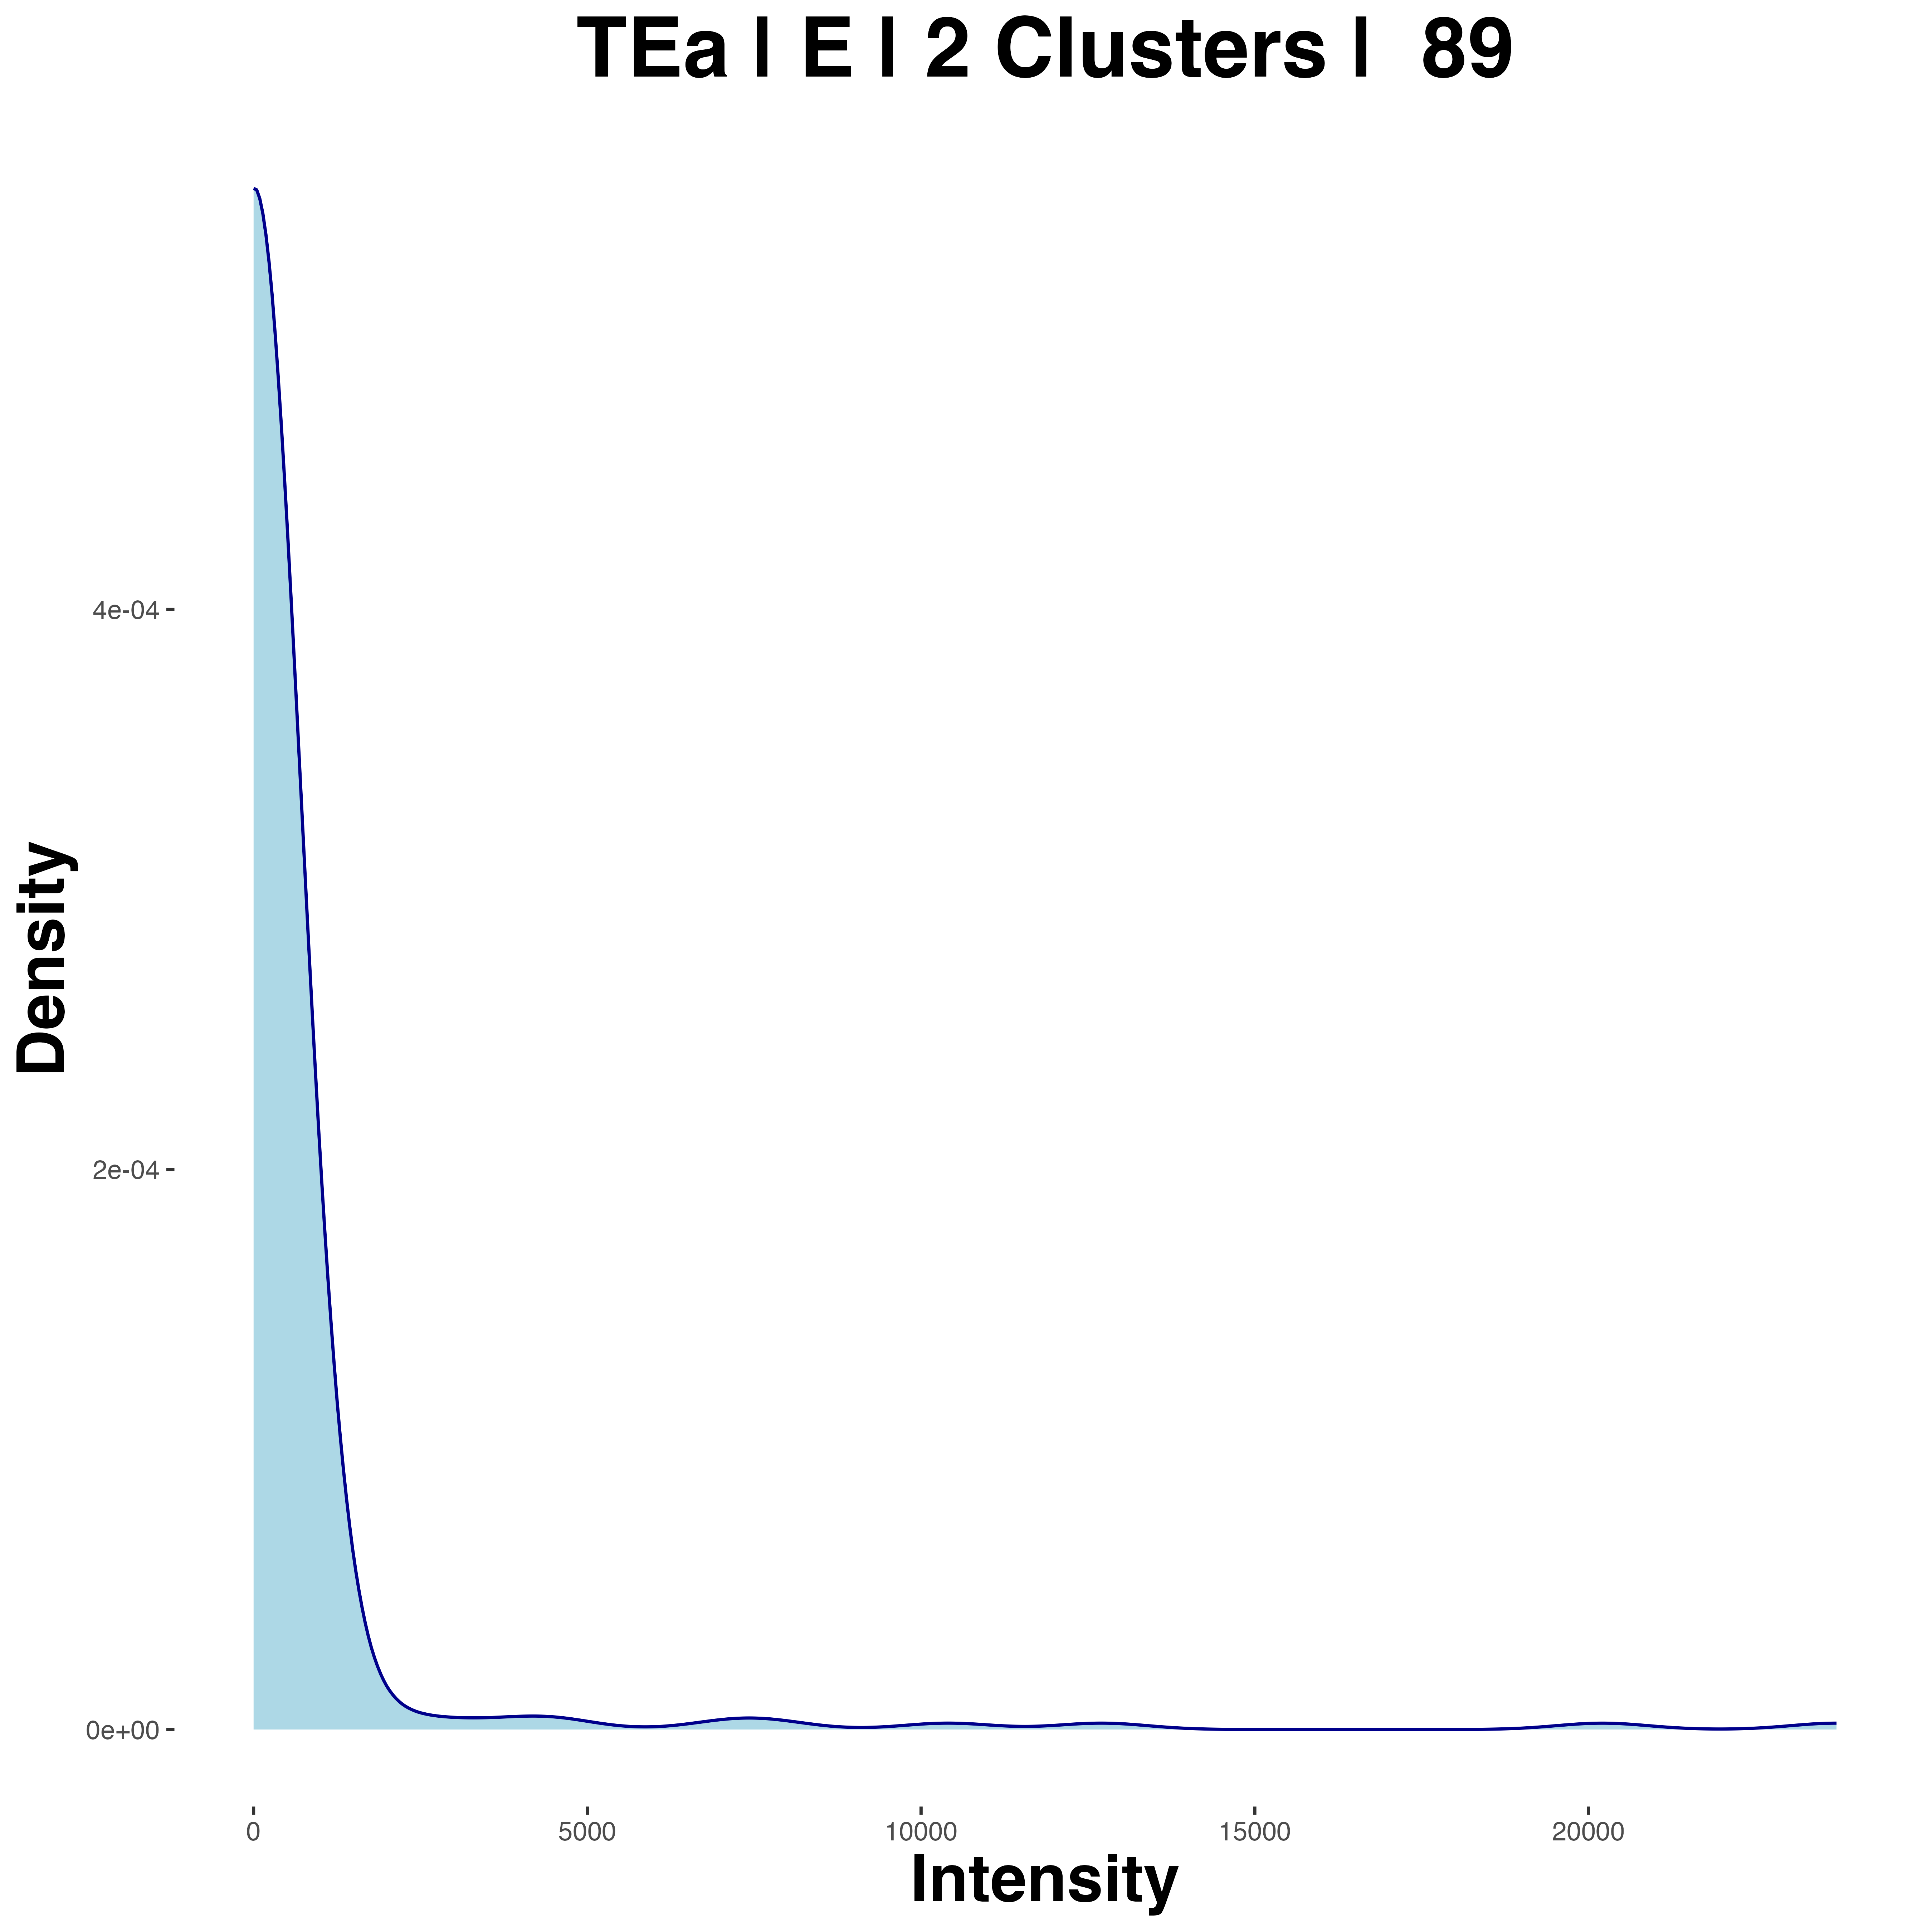 TEa | E | 2 Clusters |  89
Density
4e-04
2e-04
0e+00
0 5000 10000 15000 20000
Intensity